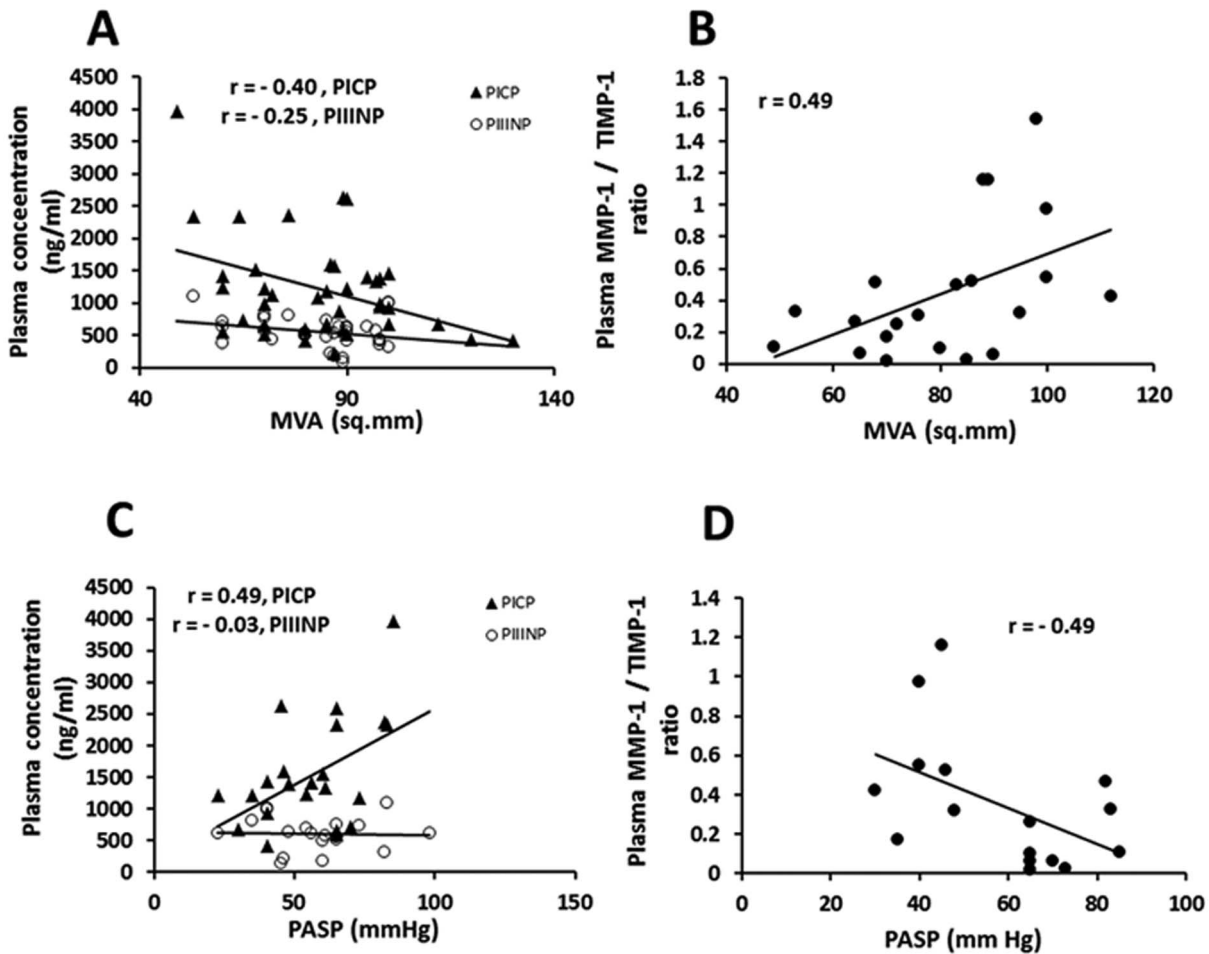 A
r = - 0.40 , PICP
r = - 0.25 , PIIINP
PICP
PIIINP
Plasma conceentration
(ng/ml)
4500
4000
3500
3000
2500
2000
1500
1000
500
0
40
90
140
MVA (sq.mm)
B
r = 0.49
Plasma MMP-1 / TIMP-1
ratio
1.8
1.6
1.4
1.2
1
0.8
0.6
0.4
0.2
0
40
60
80
100
120
MVA (sq.mm)
C
r = 0.49, PICP
r = - 0.03, PIIINP
PICP
PIIINP
Plasma concentration
(ng/ml)
4500
4000
3500
3000
2500
2000
1500
1000
500
0
0
50
100
150
PASP (mmHg)
D
r = - 0.49
Plasma MMP-1 / TIMP-1
ratio
1.4
1.2
1
0.8
0.6
0.4
0.2
0
0
20
40
60
80
100
PASP (mm Hg)